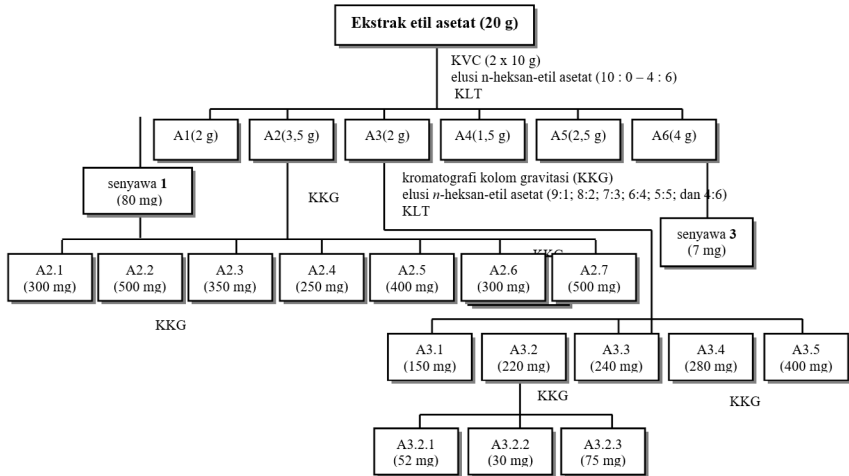 Ekstrak etil asetat (20 g)
KVC (2 x 10 g)
elusi n-heksan-etil asetat (10 : 0 – 4 : 6)
KLT
A1(2 g)
A2(3,5 g)
A3(2 g)
A4(1,5 g)
A5(2,5 g)
A6(4 g)
senyawa 1
(80 mg)
KKG
kromatografi kolom gravitasi (KKG)
elusi n-heksan-etil asetat (9:1; 8:2; 7:3; 6:4; 5:5; dan 4:6)
KLT
senyawa 3
(7 mg)
KKG
A2.1
(300 mg)
A2.2
(500 mg)
A2.3
(350 mg)
A2.4
(250 mg)
A2.5
(400 mg)
A2.6
(300 mg)
A2.7
(500 mg)
KKG
A3.1
(150 mg)
A3.2
(220 mg)
A3.3
(240 mg)
A3.4
(280 mg)
A3.5
(400 mg)
KKG
KKG
A3.2.1
(52 mg)
A3.2.2
(30 mg)
A3.2.3
(75 mg)